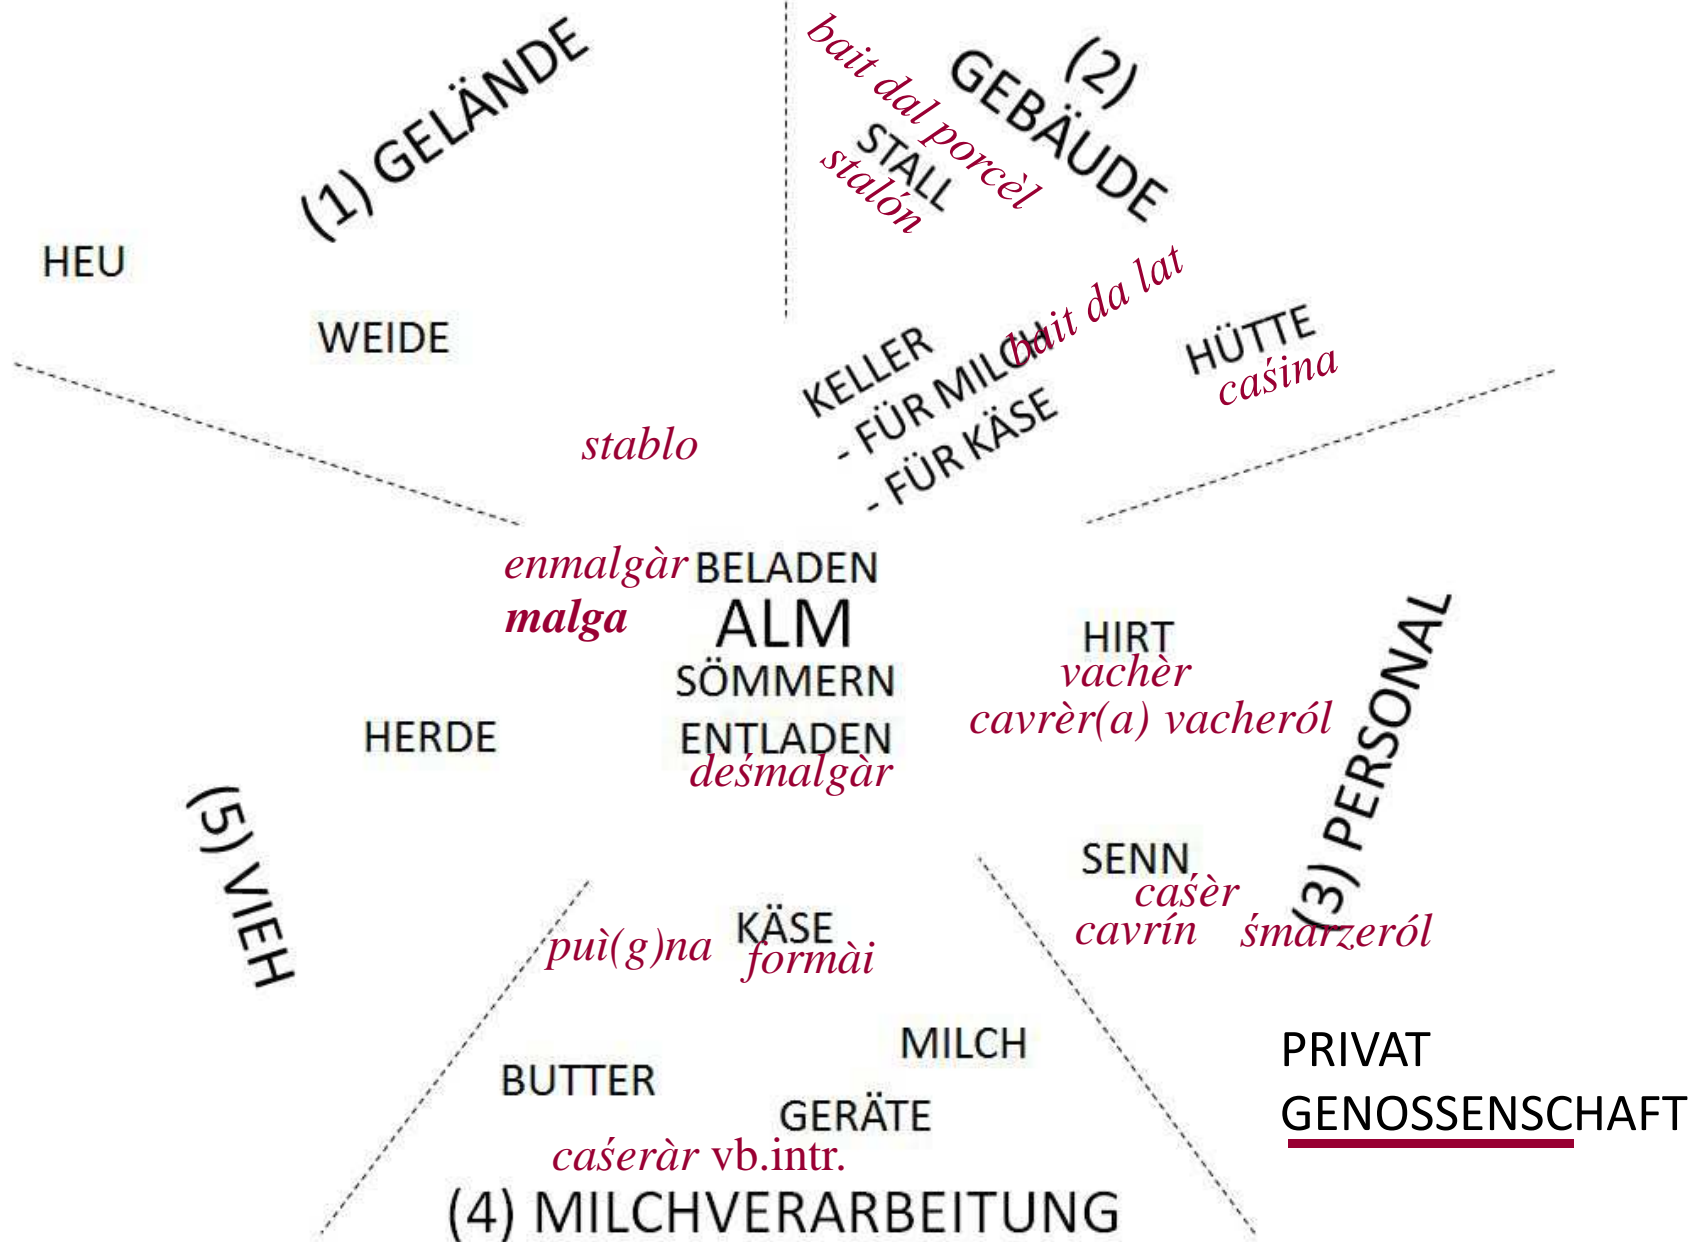 (1) GELÄNDE
HEU
WEIDE
stablo
(2)
GEBÄUDE
bait dal porcèl
STALL
stalón
bait da lat
KELLER
- FÜR MILCH
- FÜR KÄSE
HÜTTE
caśina
enmalgàr BELADEN
malga ALM
SÖMMERN
ENTLADEN
deśmalgàr
HIRT
vachèr
cavrèr(a) vacheról
(3) PERSONAL
SENN
caśèr
cavrín śmarzeról
HERDE
(5) VIEH
KÄSE
puì(g)na formài
MILCH
BUTTER
GERÄTE
caśeràr vb.intr.
(4) MILCHVERARBEITUNG
PRIVAT
GENOSSENSCHAFT